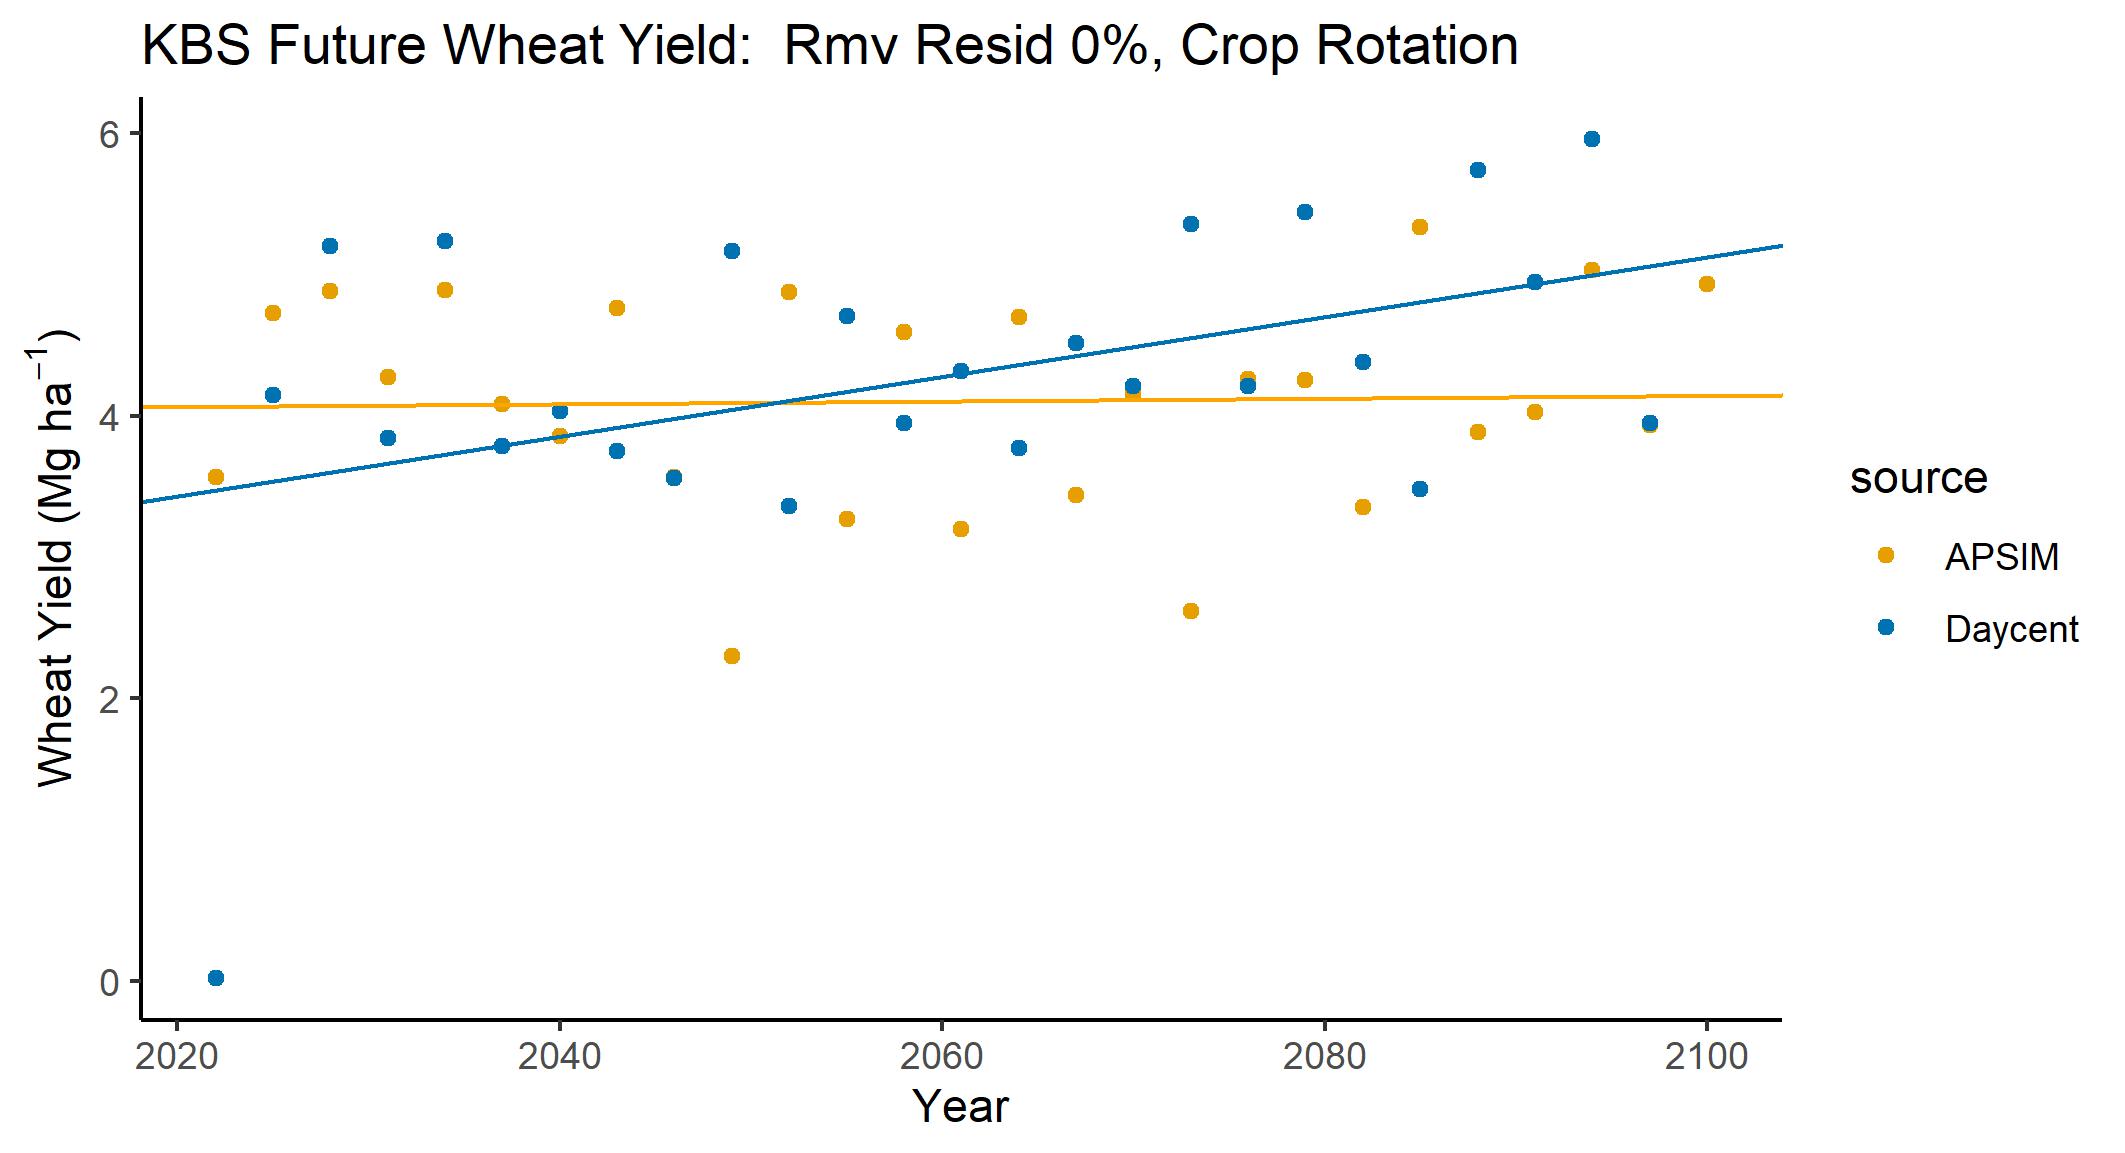 KBS Future Wheat Yield:  Rmv Resid 0%, Crop Rotation
Wheat Yield (Mg ha⁻¹)
6
4
2
0
2020
2040
2060
2080
2100
Year
source
APSIM
Daycent